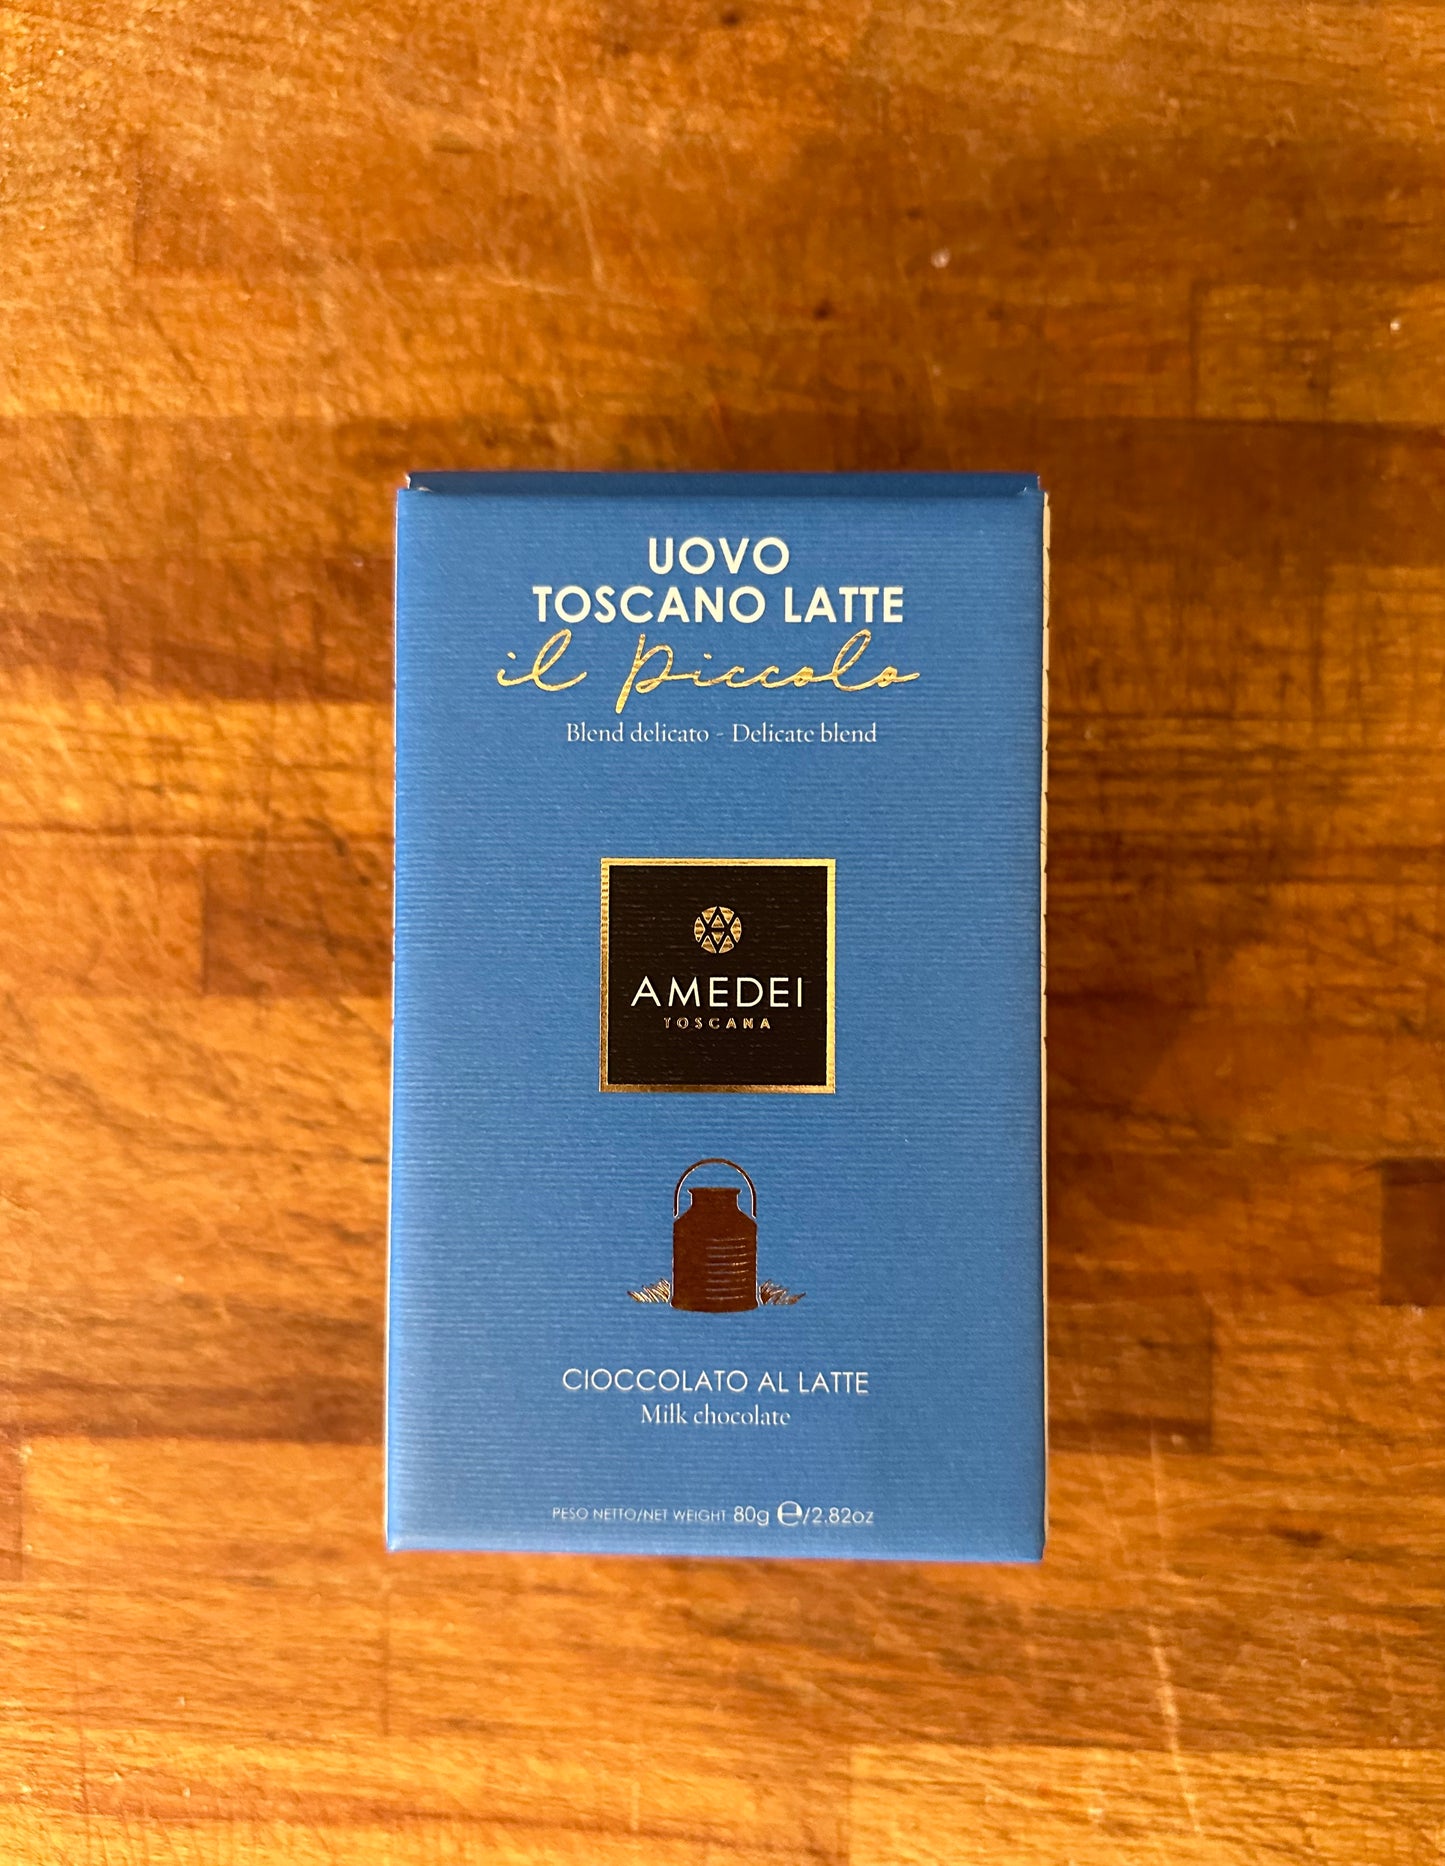 UOVO
TOSCANO LATTE
il Piccolo
Blend delicato - Delicate blend
AMEDEI
TOSCANA
CIOCCOLATO AL LATTE
Milk chocolate
PESO NETTO/NET WEIGHT 80g ℮/2.82oz